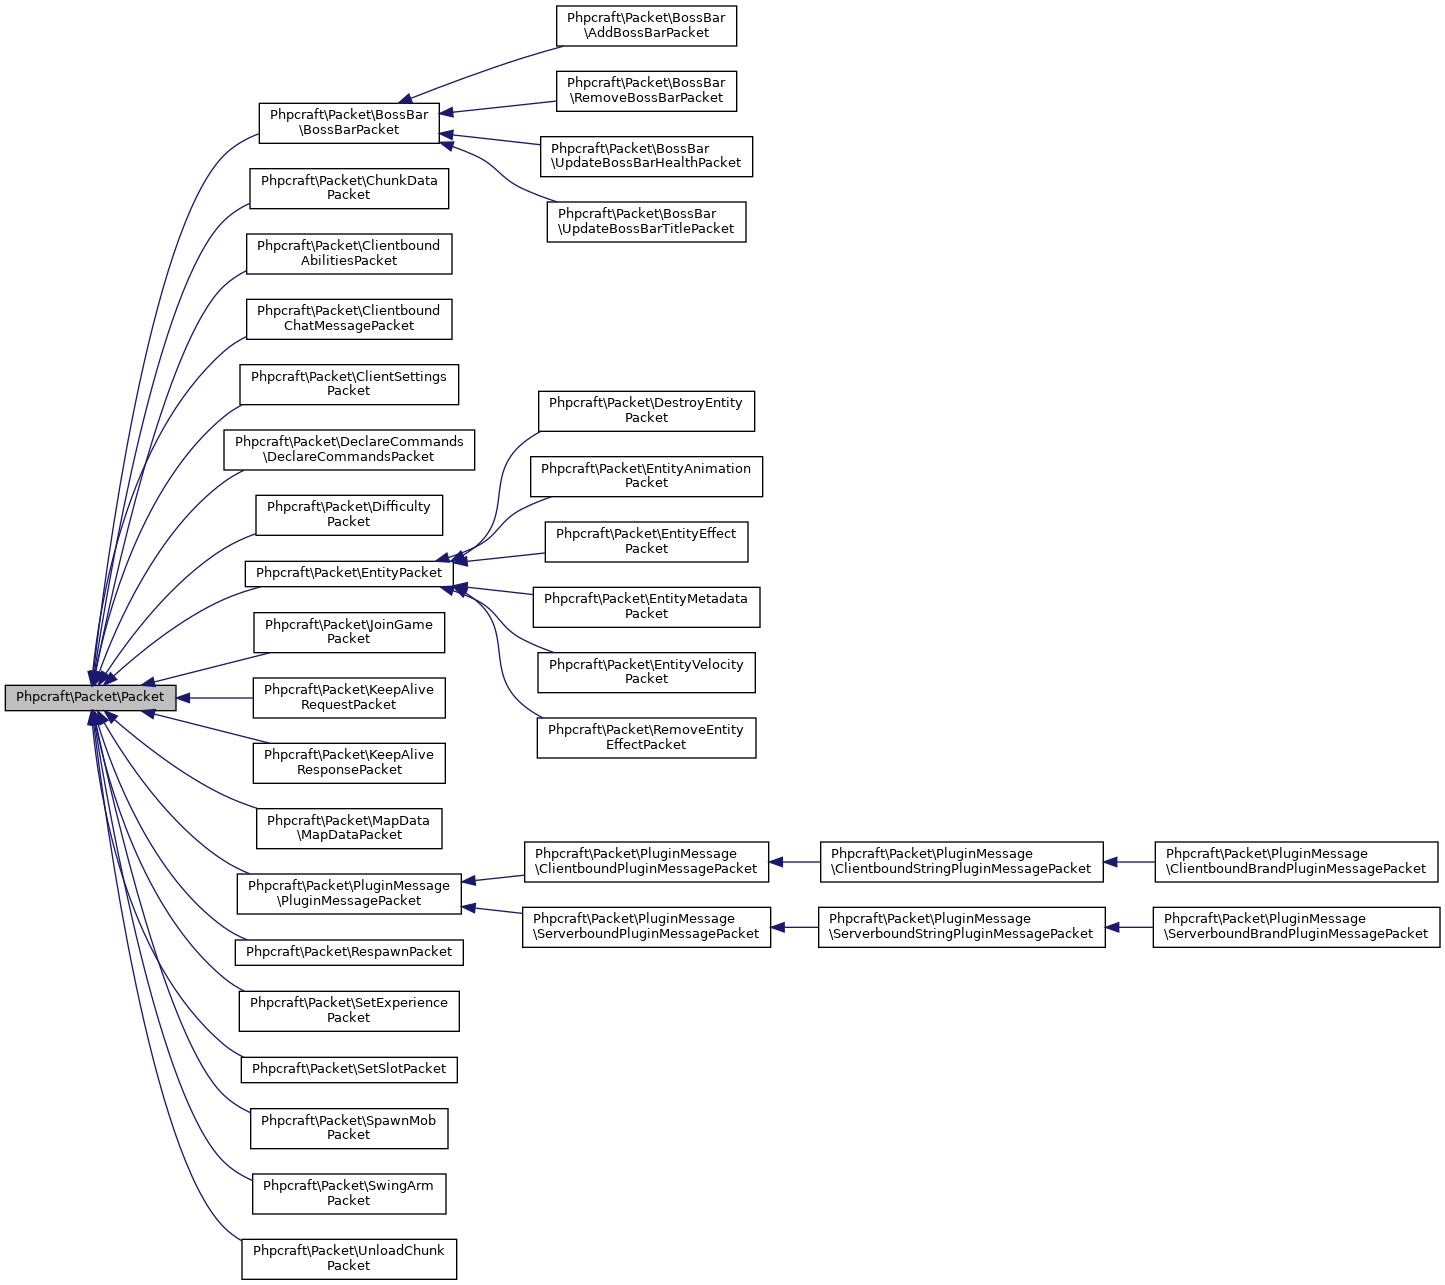 Phpcraft\Packet\BossBar
\AddBossBarPacket
Phpcraft\Packet\BossBar
\RemoveBossBarPacket
Phpcraft\Packet\BossBar
\BossBarPacket
Phpcraft\Packet\BossBar
\UpdateBossBarHealthPacket
Phpcraft\Packet\ChunkData
Packet
Phpcraft\Packet\BossBar
\UpdateBossBarTitlePacket
Phpcraft\Packet\Clientbound
AbilitiesPacket
Phpcraft\Packet\Clientbound
ChatMessagePacket
Phpcraft\Packet\ClientSettings
Packet
Phpcraft\Packet\DestroyEntity
Packet
Phpcraft\Packet\DeclareCommands
\DeclareCommandsPacket
Phpcraft\Packet\EntityAnimation
Packet
Phpcraft\Packet\Difficulty
Packet
Phpcraft\Packet\EntityEffect
Packet
Phpcraft\Packet\EntityPacket
Phpcraft\Packet\EntityMetadata
Packet
Phpcraft\Packet\JoinGame
Packet
Phpcraft\Packet\EntityVelocity
Packet
Phpcraft\Packet\Packet
Phpcraft\Packet\KeepAlive
RequestPacket
Phpcraft\Packet\RemoveEntity
EffectPacket
Phpcraft\Packet\KeepAlive
ResponsePacket
Phpcraft\Packet\MapData
\MapDataPacket
Phpcraft\Packet\PluginMessage
\ClientboundPluginMessagePacket
Phpcraft\Packet\PluginMessage
\ClientboundStringPluginMessagePacket
Phpcraft\Packet\PluginMessage
\ClientboundBrandPluginMessagePacket
Phpcraft\Packet\PluginMessage
\PluginMessagePacket
Phpcraft\Packet\PluginMessage
\ServerboundPluginMessagePacket
Phpcraft\Packet\PluginMessage
\ServerboundStringPluginMessagePacket
Phpcraft\Packet\PluginMessage
\ServerboundBrandPluginMessagePacket
Phpcraft\Packet\RespawnPacket
Phpcraft\Packet\SetExperience
Packet
Phpcraft\Packet\SetSlotPacket
Phpcraft\Packet\SpawnMob
Packet
Phpcraft\Packet\SwingArm
Packet
Phpcraft\Packet\UnloadChunk
Packet